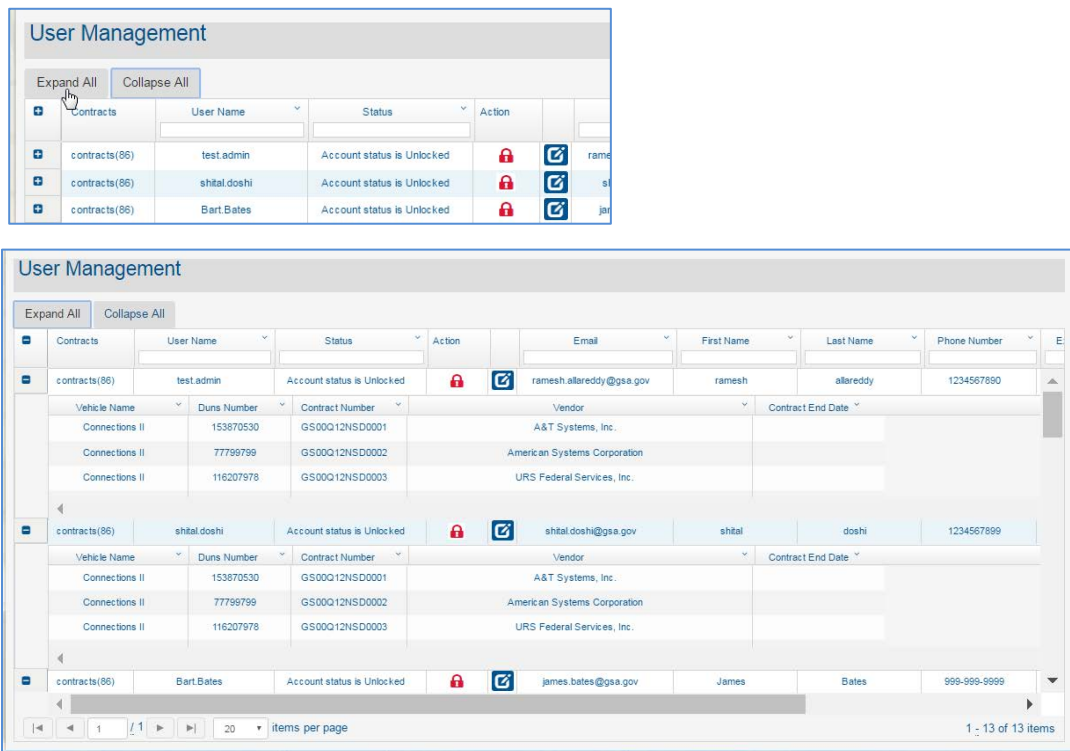 User Management
Expand All Collapse All
Contracts User Name Status Action
contracts(86) test.admin Account status is Unlocked
contracts(86) shital.doshi Account status is Unlocked
contracts(86) Bart.Bates Account status is Unlocked
User Management
Expand All Collapse All
Contracts User Name Status Action Email First Name Last Name Phone Number
contracts(86) test.admin Account status is Unlocked ramesh.allareddy@gsa.gov ramesh allareddy 1234567890
Vehicle Name Duns Number Contract Number Vendor Contract End Date
Connections II 153870530 GS00Q12NSD0001 A&T Systems, Inc.
Connections II 77799799 GS00Q12NSD0002 American Systems Corporation
Connections II 116207978 GS00Q12NSD0003 URS Federal Services, Inc.
contracts(86) shital.doshi Account status is Unlocked shital.doshi@gsa.gov shital doshi 1234567899
Vehicle Name Duns Number Contract Number Vendor Contract End Date
Connections II 153870530 GS00Q12NSD0001 A&T Systems, Inc.
Connections II 77799799 GS00Q12NSD0002 American Systems Corporation
Connections II 116207978 GS00Q12NSD0003 URS Federal Services, Inc.
contracts(86) Bart.Bates Account status is Unlocked james.bates@gsa.gov James Bates 999-999-9999
1 / 1 20 items per page 1 - 13 of 13 items